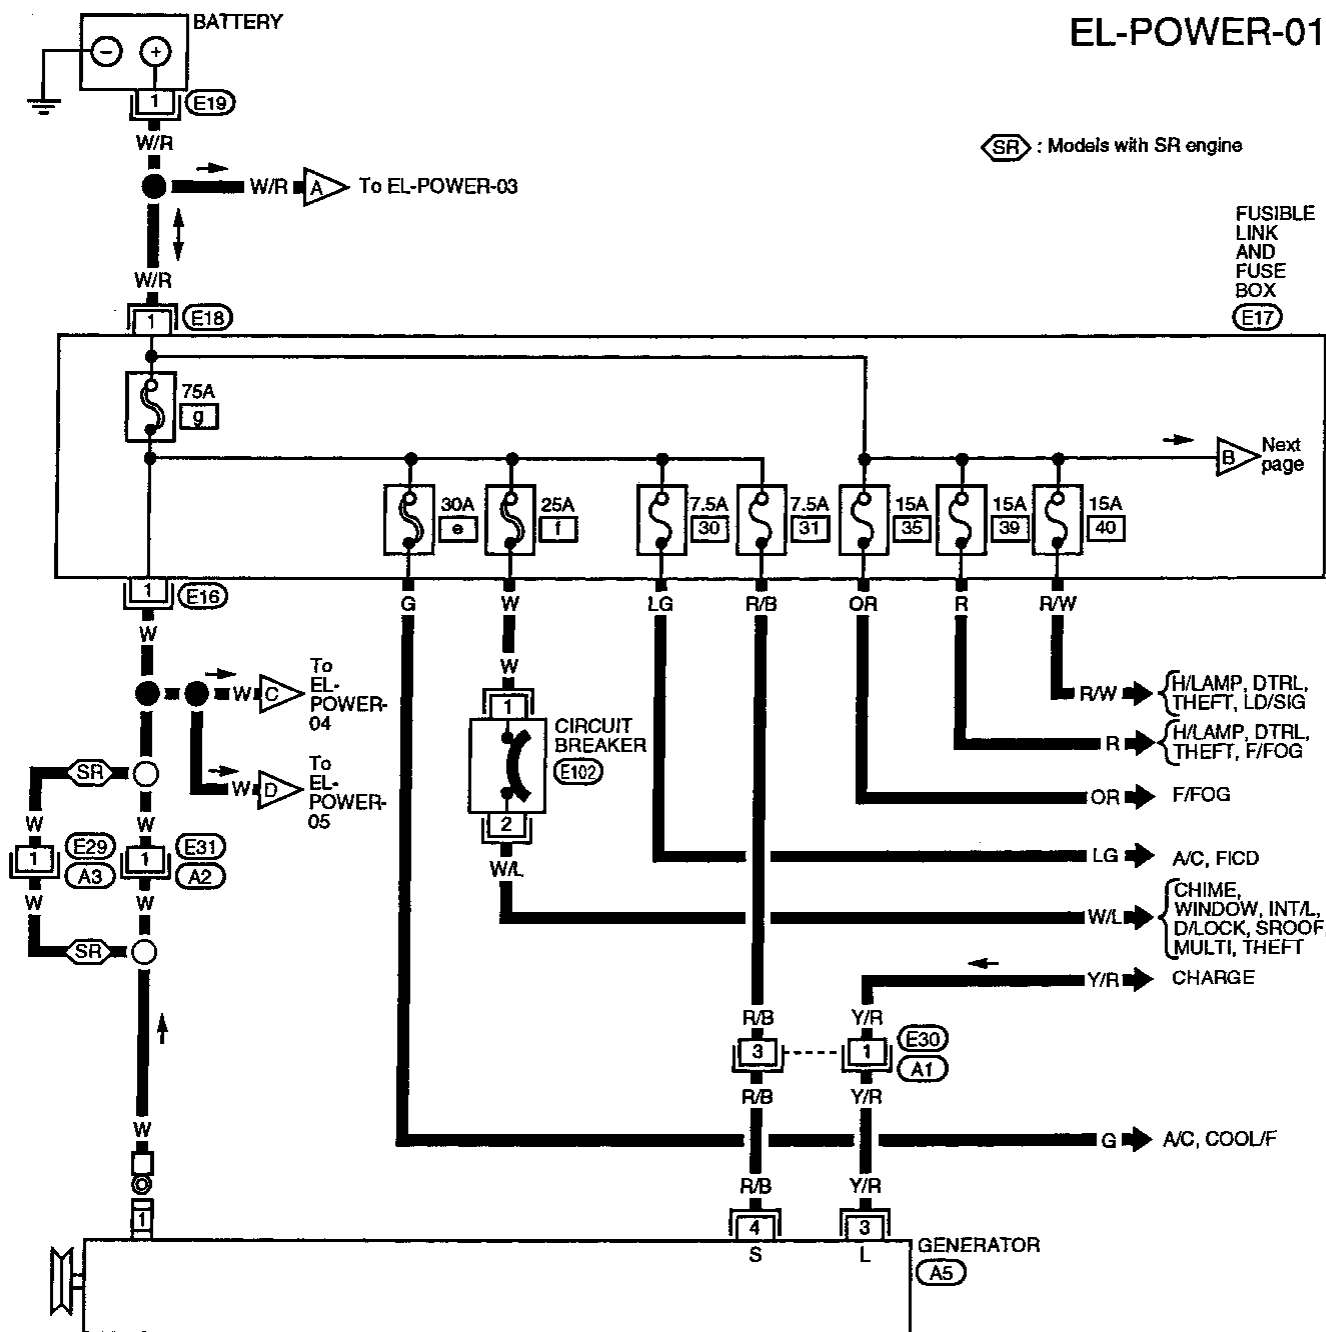 EL-POWER-01
BATTERY
− +
1 E19
W/R
SR : Models with SR engine
W/R A To EL-POWER-03
FUSIBLE
LINK
AND
FUSE
BOX
E17
W/R
1 E18
75A
g
B Next
page
30A
e
25A
f
7.5A
30
7.5A
31
15A
35
15A
39
15A
40
1 E16
G W LG R/B OR R R/W
W
W
W C To
EL-
POWER-
04
R/W H/LAMP, DTRL,
THEFT, LD/SIG
1
CIRCUIT
BREAKER
E102
R H/LAMP, DTRL,
THEFT, F/FOG
SR
W D To
EL-
POWER-
05
OR F/FOG
W W
2
1 E29
A3
1 E31
A2
LG A/C, FICD
W/L
W W
W/L CHIME,
WINDOW, INT/L,
D/LOCK, SROOF,
MULTI, THEFT
SR
Y/R CHARGE
R/B Y/R
3 1 E30
A1
R/B Y/R
W
G A/C, COOL/F
R/B Y/R
1
4 3
S L
GENERATOR
A5